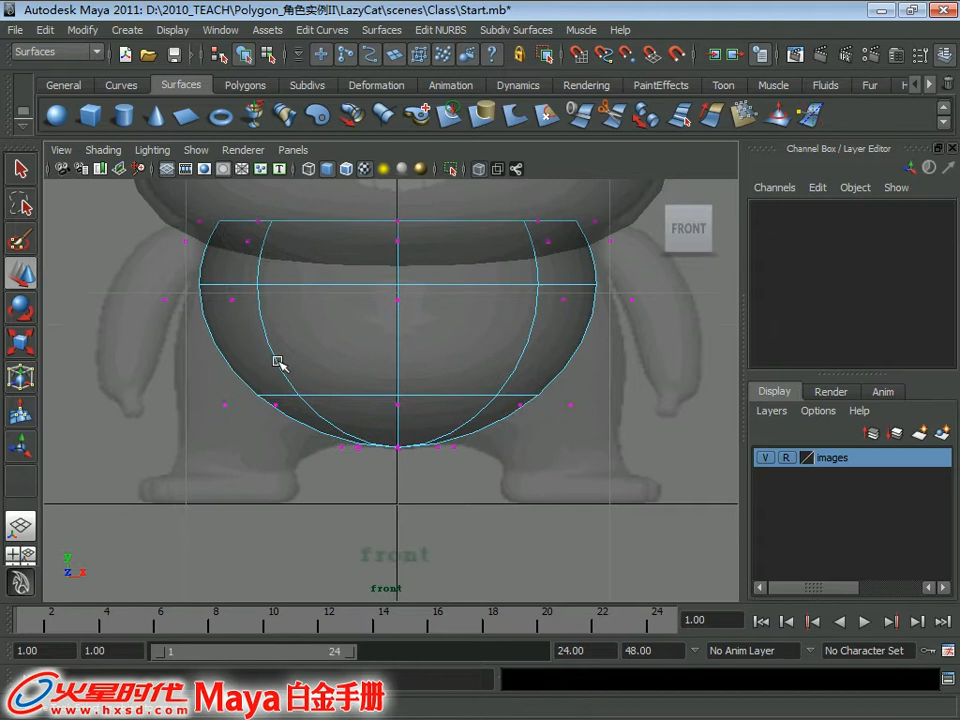 Autodesk Maya 2011: D:\2010_TEACH\Polygon_角色实例II\LazyCat\scenes\Class\Start.mb*
File Edit Modify Create Display Window Assets Edit Curves Surfaces Edit NURBS Subdiv Surfaces Muscle Help
Surfaces
General Curves Surfaces Polygons Subdivs Deformation Animation Dynamics Rendering PaintEffects Toon Muscle Fluids Fur H
View Shading Lighting Show Renderer Panels
Channel Box / Layer Editor
Channels Edit Object Show
FRONT
Display Render Anim
Layers Options Help
V R images
front
y
z x
front
2 4 6 8 10 12 14 16 18 20 22 24
1.00
1.00 1.00 1 24 24.00 48.00 No Anim Layer No Character Set
火星时代
www.hxsd.com
Maya 白金手册